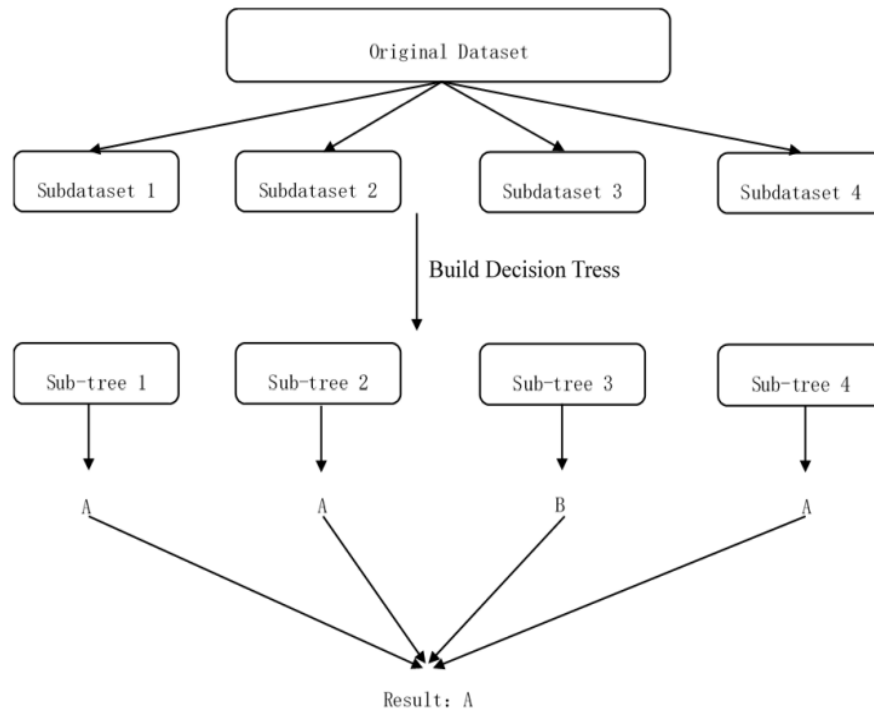 Original Dataset
Subdataset 1
Subdataset 2
Subdataset 3
Subdataset 4
Build Decision Tress
Sub-tree 1
Sub-tree 2
Sub-tree 3
Sub-tree 4
A
A
B
A
Result: A